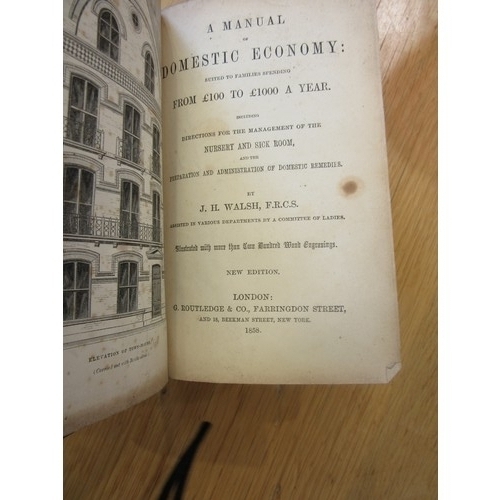 A MANUAL
OF
DOMESTIC ECONOMY:
SUITED TO FAMILIES SPENDING
FROM £100 TO £1000 A YEAR.
INCLUDING
DIRECTIONS FOR THE MANAGEMENT OF THE
NURSERY AND SICK ROOM,
AND THE
PREPARATION AND ADMINISTRATION OF DOMESTIC REMEDIES.
BY
J. H. WALSH, F.R.C.S.
ASSISTED IN VARIOUS DEPARTMENTS BY A COMMITTEE OF LADIES.
Illustrated with more than Two Hundred Wood Engravings.
NEW EDITION.
LONDON:
G. ROUTLEDGE & CO., FARRINGDON STREET,
AND 18, BEEKMAN STREET, NEW YORK.
1858.
ELEVATION OF